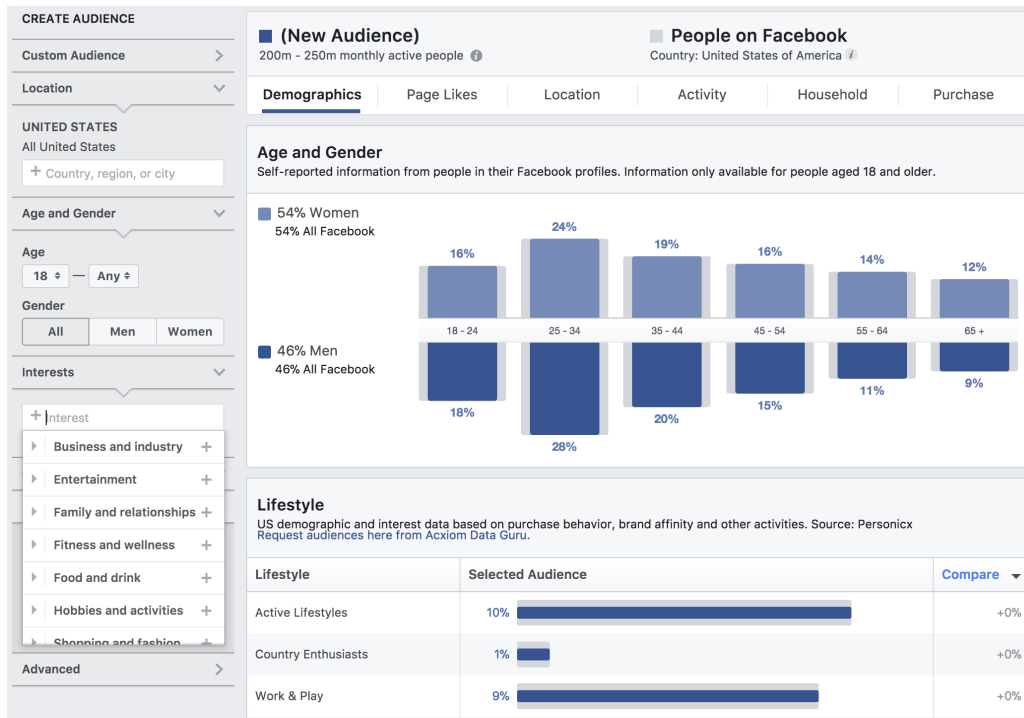 CREATE AUDIENCE
Custom Audience
Location
UNITED STATES
All United States
+ Country, region, or city
Age and Gender
Age
18 — Any
Gender
All Men Women
Interests
+ Interest
Business and industry +
Entertainment +
Family and relationships +
Fitness and wellness +
Food and drink +
Hobbies and activities +
Shopping and fashion +
Advanced
(New Audience)
200m - 250m monthly active people i
People on Facebook
Country: United States of America i
Demographics Page Likes Location Activity Household Purchase
Age and Gender
Self-reported information from people in their Facebook profiles. Information only available for people aged 18 and older.
54% Women
54% All Facebook
16% 24% 19% 16% 14% 12%
18 - 24 25 - 34 35 - 44 45 - 54 55 - 64 65 +
46% Men
46% All Facebook
18% 28% 20% 15% 11% 9%
Lifestyle
US demographic and interest data based on purchase behavior, brand affinity and other activities. Source: Personicx
Request audiences here from Acxiom Data Guru.
Lifestyle Selected Audience Compare
Active Lifestyles 10% +0%
Country Enthusiasts 1% +0%
Work & Play 9% +0%